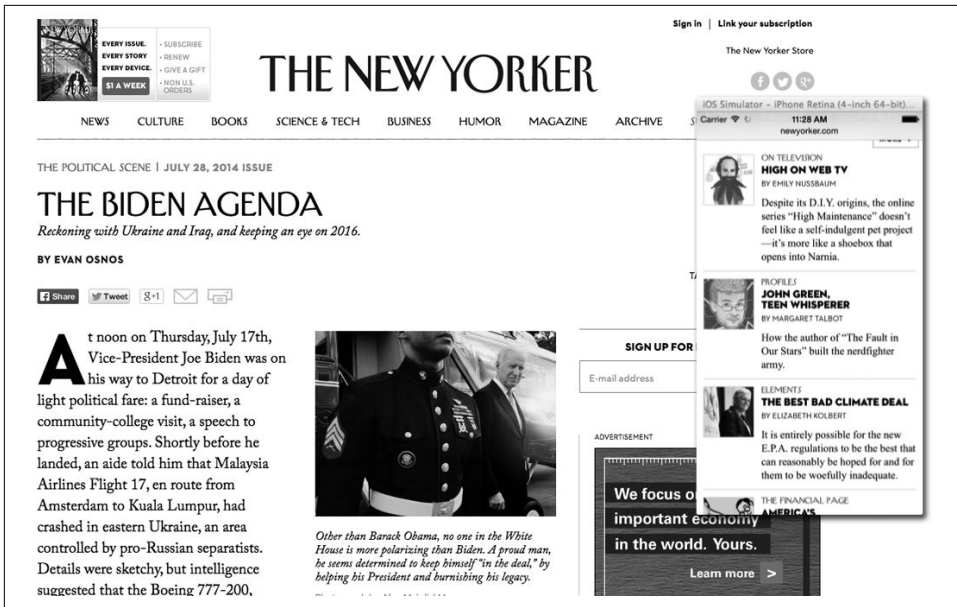 EVERY ISSUE.
EVERY STORY
EVERY DEVICE.
$1 A WEEK
• SUBSCRIBE
• RENEW
• GIVE A GIFT
• NON U.S.
ORDERS
THE NEW YORKER
Sign in | Link your subscription
The New Yorker Store
NEWS CULTURE BOOKS SCIENCE & TECH BUSINESS HUMOR MAGAZINE ARCHIVE
THE POLITICAL SCENE | JULY 28, 2014 ISSUE
THE BIDEN AGENDA
Reckoning with Ukraine and Iraq, and keeping an eye on 2016.
BY EVAN OSNOS
Share Tweet g+1
At noon on Thursday, July 17th,
Vice-President Joe Biden was on
his way to Detroit for a day of
light political fare: a fund-raiser, a
community-college visit, a speech to
progressive groups. Shortly before he
landed, an aide told him that Malaysia
Airlines Flight 17, en route from
Amsterdam to Kuala Lumpur, had
crashed in eastern Ukraine, an area
controlled by pro-Russian separatists.
Details were sketchy, but intelligence
suggested that the Boeing 777-200,
Other than Barack Obama, no one in the White
House is more polarizing than Biden. A proud man,
he seems determined to keep himself "in the deal," by
helping his President and burnishing his legacy.
SIGN UP FOR
E-mail address
ADVERTISEMENT
We focus on
important economy
in the world. Yours.
Learn more >
iOS Simulator - iPhone Retina (4-inch 64-bit)...
Carrier 11:28 AM
newyorker.com
ON TELEVISION
HIGH ON WEB TV
BY EMILY NUSSBAUM
Despite its D.I.Y. origins, the online
series “High Maintenance” doesn’t
feel like a self-indulgent pet project
—it’s more like a shoebox that
opens into Narnia.
PROFILES
JOHN GREEN,
TEEN WHISPERER
BY MARGARET TALBOT
How the author of “The Fault in
Our Stars” built the nerdfighter
army.
ELEMENTS
THE BEST BAD CLIMATE DEAL
BY ELIZABETH KOLBERT
It is entirely possible for the new
E.P.A. regulations to be the best that
can reasonably be hoped for and for
them to be woefully inadequate.
THE FINANCIAL PAGE
AMERICA'S